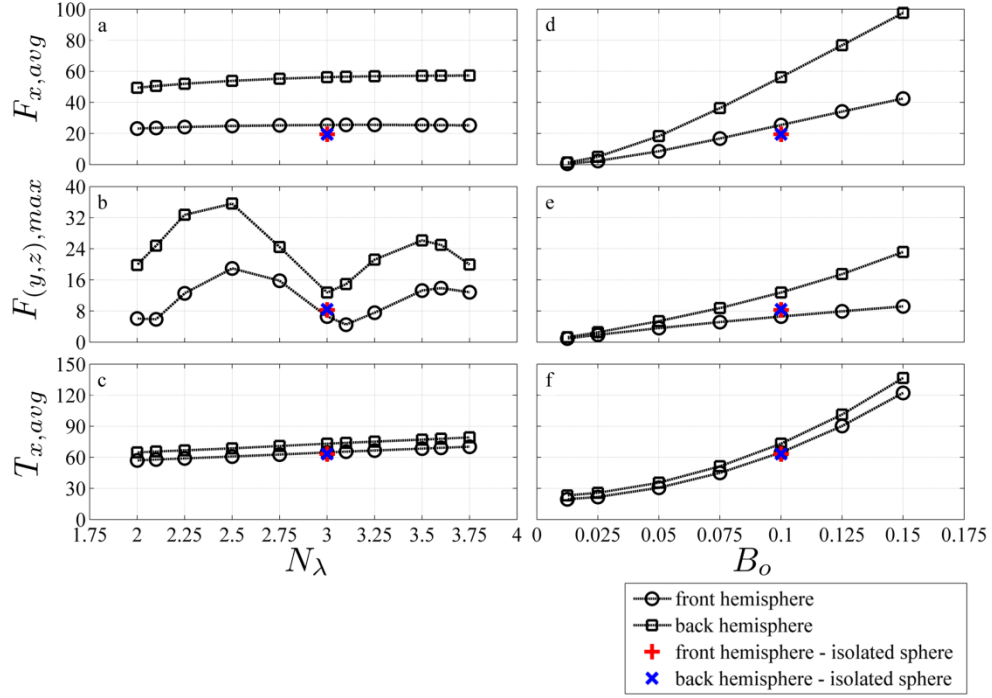 100 80 60 40 20 0
F_{x,avg}
a
d
40 32 24 16 8 0
F_{(y,z),max}
b
e
150 120 90 60 30 0
T_{x,avg}
c
f
1.75 2 2.25 2.5 2.75 3 3.25 3.5 3.75 4
0 0.025 0.05 0.075 0.1 0.125 0.15 0.175
N_λ
B_o
front hemisphere
back hemisphere
front hemisphere - isolated sphere
back hemisphere - isolated sphere